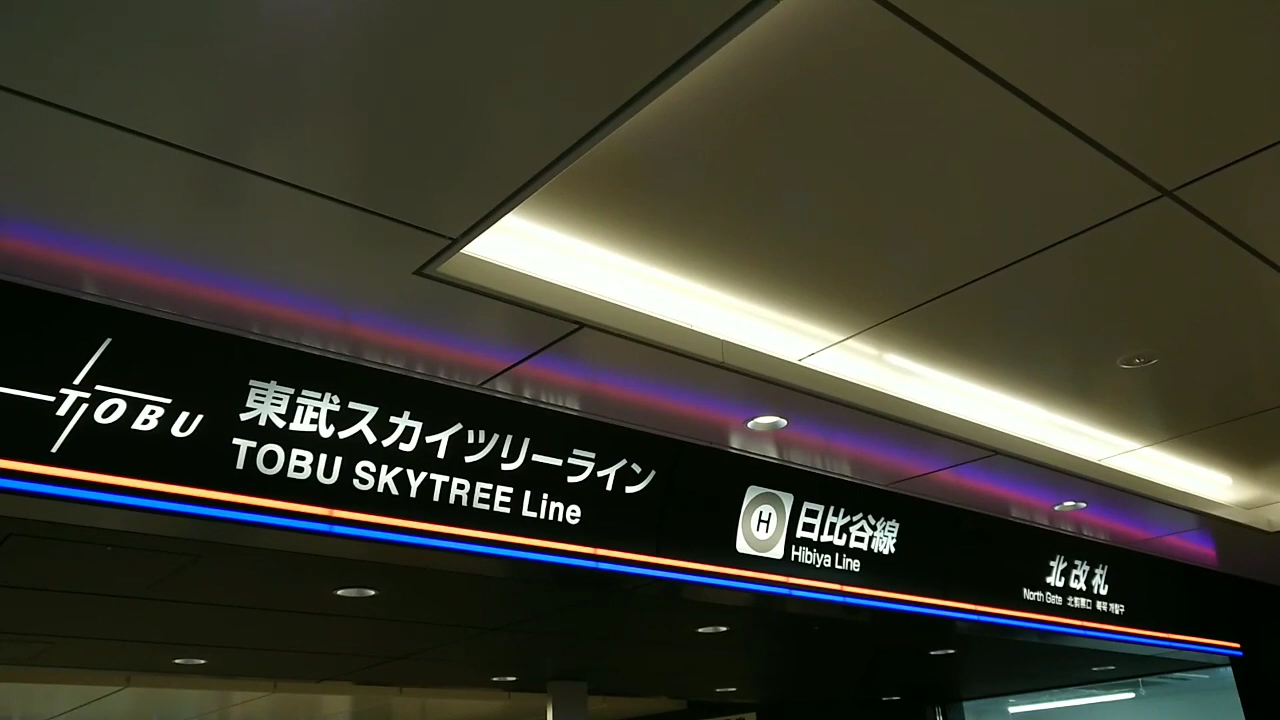 TOBU
東武スカイツリーライン
TOBU SKYTREE Line
H
日比谷線
Hibiya Line
北改札
North Gate